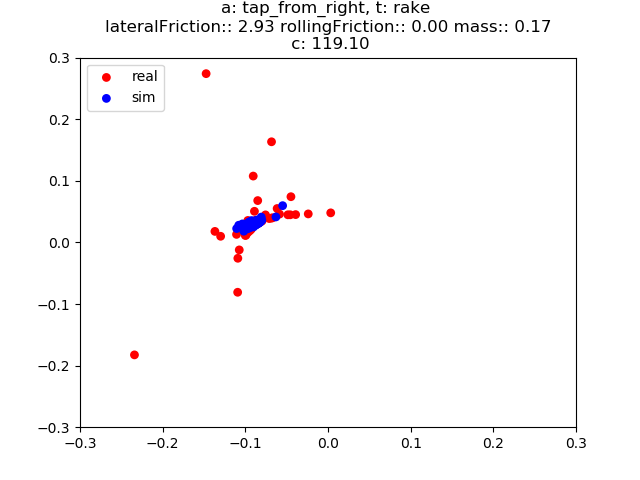 a: tap_from_right, t: rake
lateralFriction:: 2.93 rollingFriction:: 0.00 mass:: 0.17
c: 119.10
real
sim
0.3
0.2
0.1
0.0
−0.1
−0.2
−0.3
−0.3 −0.2 −0.1 0.0 0.1 0.2 0.3